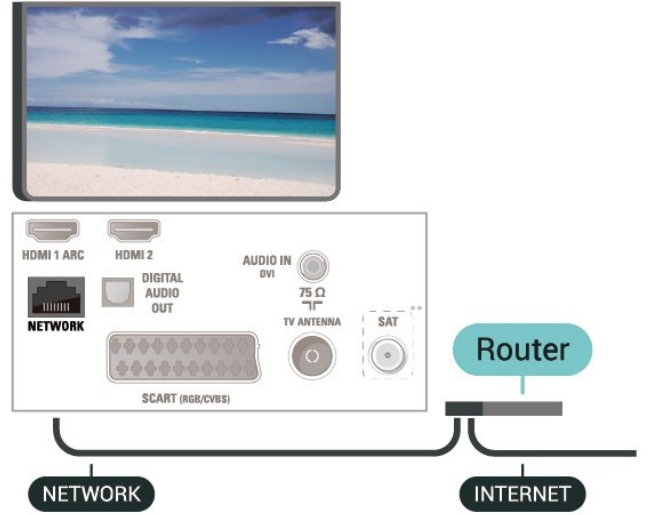 HDMI 1 ARC
HDMI 2
NETWORK
DIGITAL
AUDIO
OUT
AUDIO IN
DVI
75 Ω
TV ANTENNA
SAT
**
SCART (RGB/CVBS)
Router
NETWORK
INTERNET